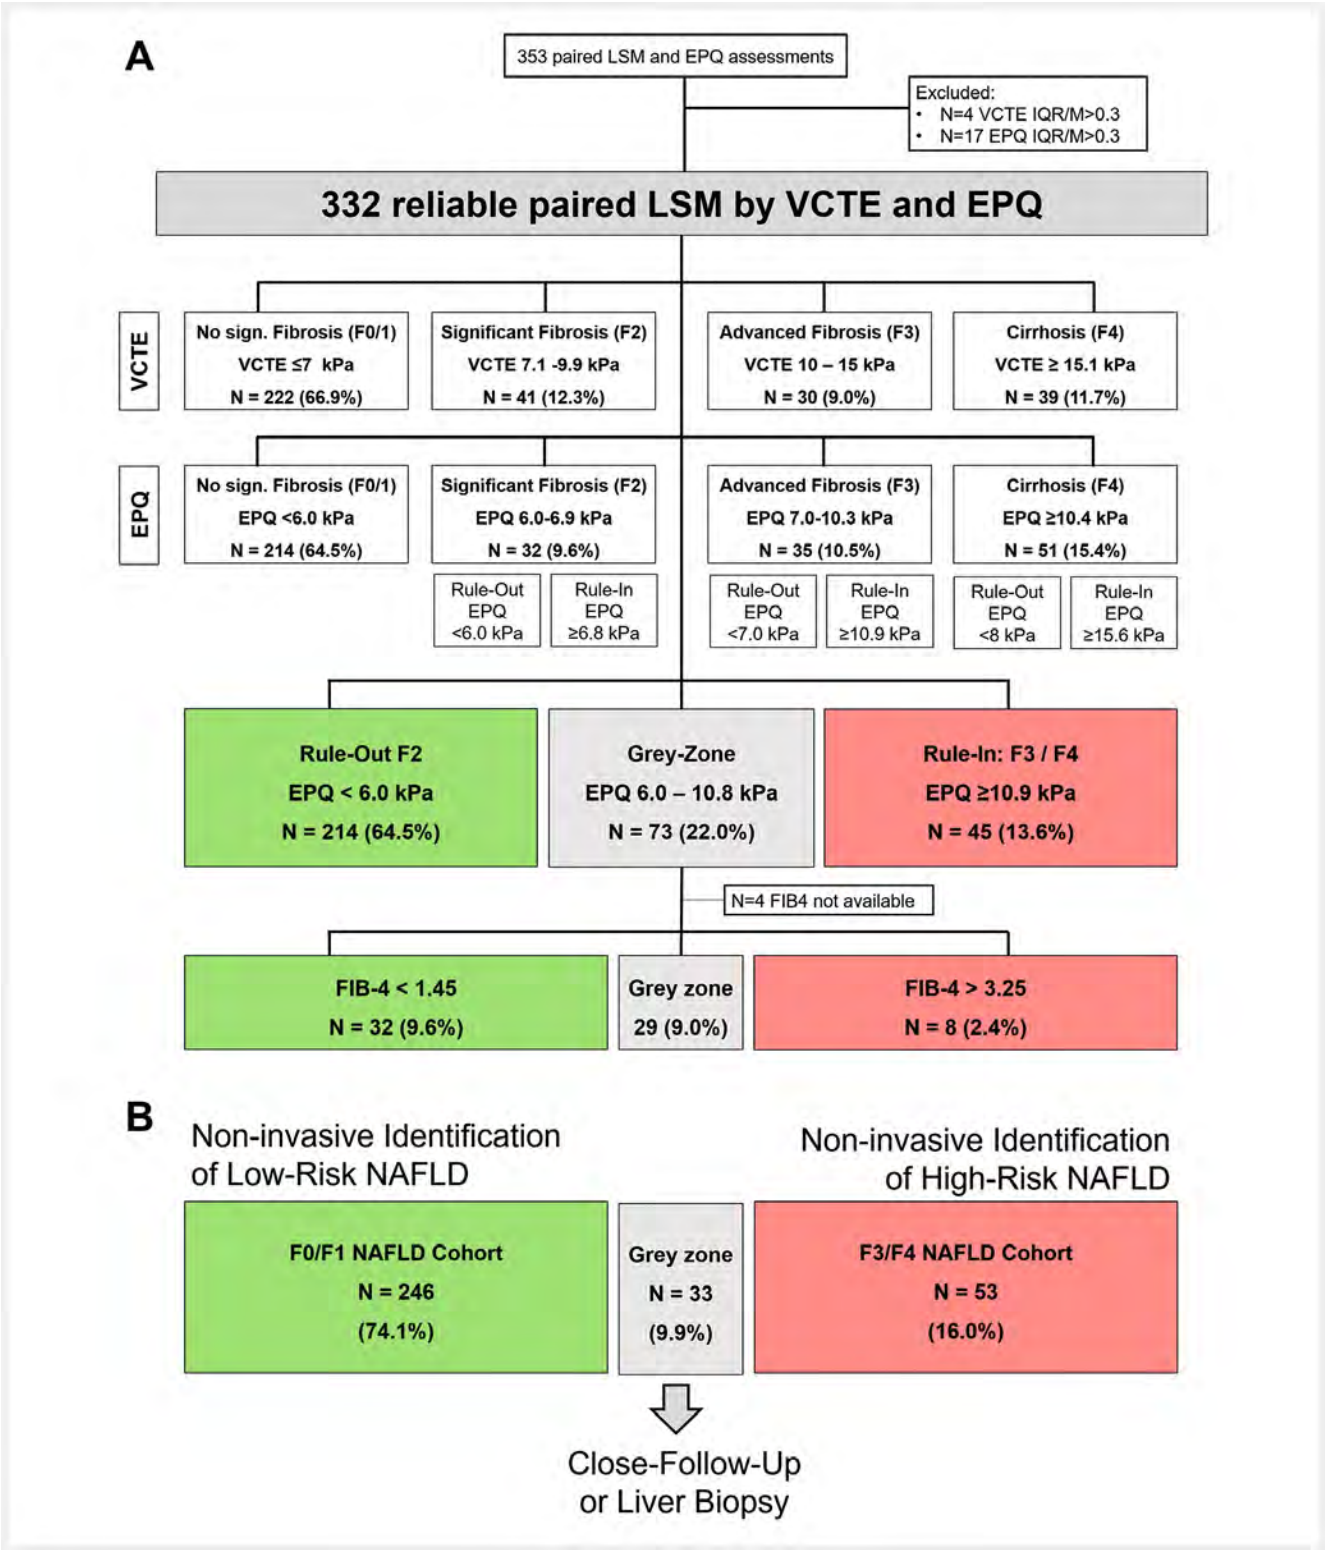 A
353 paired LSM and EPQ assessments
Excluded:
• N=4 VCTE IQR/M>0.3
• N=17 EPQ IQR/M>0.3
332 reliable paired LSM by VCTE and EPQ
VCTE
No sign. Fibrosis (F0/1)
VCTE ≤7 kPa
N = 222 (66.9%)
Significant Fibrosis (F2)
VCTE 7.1 -9.9 kPa
N = 41 (12.3%)
Advanced Fibrosis (F3)
VCTE 10 – 15 kPa
N = 30 (9.0%)
Cirrhosis (F4)
VCTE ≥ 15.1 kPa
N = 39 (11.7%)
EPQ
No sign. Fibrosis (F0/1)
EPQ <6.0 kPa
N = 214 (64.5%)
Significant Fibrosis (F2)
EPQ 6.0-6.9 kPa
N = 32 (9.6%)
Advanced Fibrosis (F3)
EPQ 7.0-10.3 kPa
N = 35 (10.5%)
Cirrhosis (F4)
EPQ ≥10.4 kPa
N = 51 (15.4%)
Rule-Out
EPQ
<6.0 kPa
Rule-In
EPQ
≥6.8 kPa
Rule-Out
EPQ
<7.0 kPa
Rule-In
EPQ
≥10.9 kPa
Rule-Out
EPQ
<8 kPa
Rule-In
EPQ
≥15.6 kPa
Rule-Out F2
EPQ < 6.0 kPa
N = 214 (64.5%)
Grey-Zone
EPQ 6.0 – 10.8 kPa
N = 73 (22.0%)
Rule-In: F3 / F4
EPQ ≥10.9 kPa
N = 45 (13.6%)
N=4 FIB4 not available
FIB-4 < 1.45
N = 32 (9.6%)
Grey zone
29 (9.0%)
FIB-4 > 3.25
N = 8 (2.4%)
B
Non-invasive Identification
of Low-Risk NAFLD
Non-invasive Identification
of High-Risk NAFLD
F0/F1 NAFLD Cohort
N = 246
(74.1%)
Grey zone
N = 33
(9.9%)
F3/F4 NAFLD Cohort
N = 53
(16.0%)
Close-Follow-Up
or Liver Biopsy